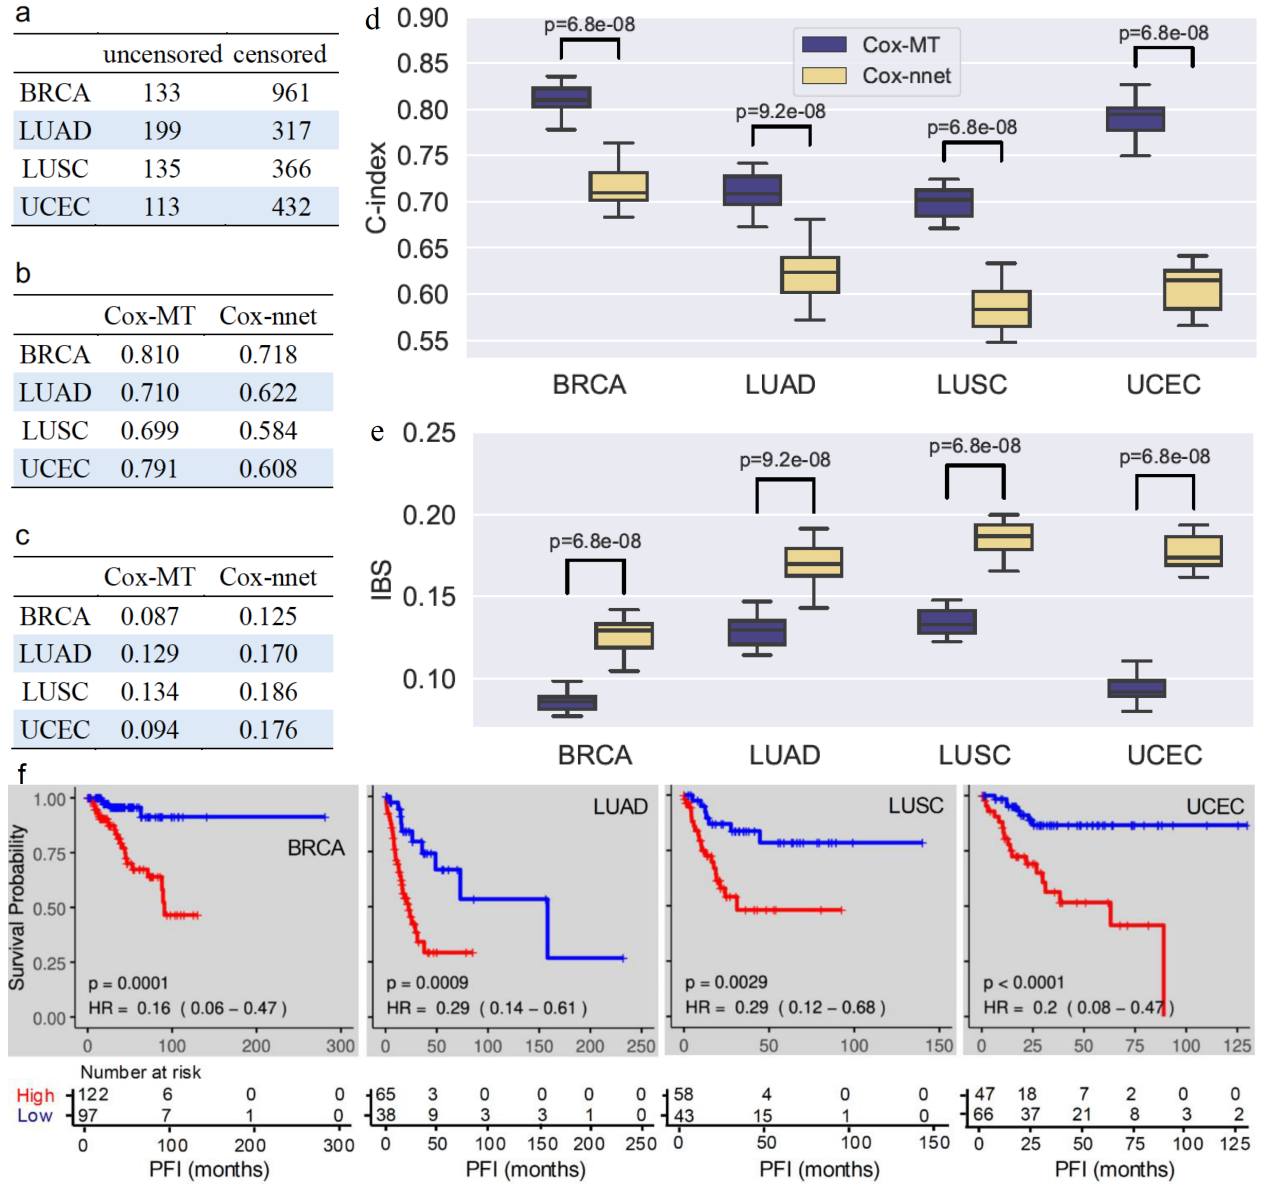 a
uncensored censored
BRCA 133 961
LUAD 199 317
LUSC 135 366
UCEC 113 432
b
Cox-MT Cox-nnet
BRCA 0.810 0.718
LUAD 0.710 0.622
LUSC 0.699 0.584
UCEC 0.791 0.608
c
Cox-MT Cox-nnet
BRCA 0.087 0.125
LUAD 0.129 0.170
LUSC 0.134 0.186
UCEC 0.094 0.176
d
C-index
0.90
0.85
0.80
0.75
0.70
0.65
0.60
0.55
p=6.8e-08
p=9.2e-08
p=6.8e-08
p=6.8e-08
Cox-MT
Cox-nnet
BRCA LUAD LUSC UCEC
e
IBS
0.25
0.20
0.15
0.10
p=6.8e-08
p=9.2e-08
p=6.8e-08
p=6.8e-08
BRCA LUAD LUSC UCEC
f
Survival Probability
1.00
0.75
0.50
0.25
0.00
BRCA
p = 0.0001
HR = 0.16 ( 0.06 – 0.47 )
0 100 200 300
LUAD
p = 0.0009
HR = 0.29 ( 0.14 – 0.61 )
0 50 100 150 200 250
LUSC
p = 0.0029
HR = 0.29 ( 0.12 – 0.68 )
0 50 100 150
UCEC
p < 0.0001
HR = 0.2 ( 0.08 – 0.47 )
0 25 50 75 100 125
Number at risk
High 122 6 0 0
Low 97 7 1 0
0 100 200 300
PFI (months)
65 3 0 0 0 0
38 9 3 3 1 0
0 50 100 150 200 250
PFI (months)
58 4 0 0
43 15 1 0
0 50 100 150
PFI (months)
47 18 7 2 0 0
66 37 21 8 3 2
0 25 50 75 100 125
PFI (months)